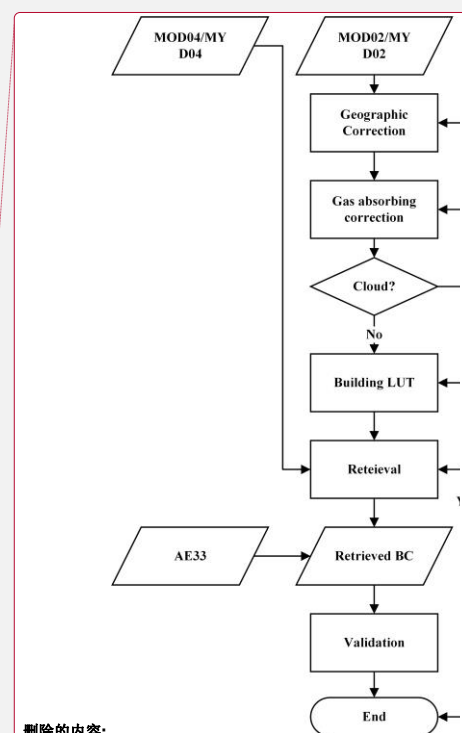 MOD04/MY
D04
MOD02/MY
D02
Geographic
Correction
Gas absorbing
correction
Cloud?
No
Building LUT
Reteieval
Y
AE33
Retrieved BC
Validation
End
删除的内容: